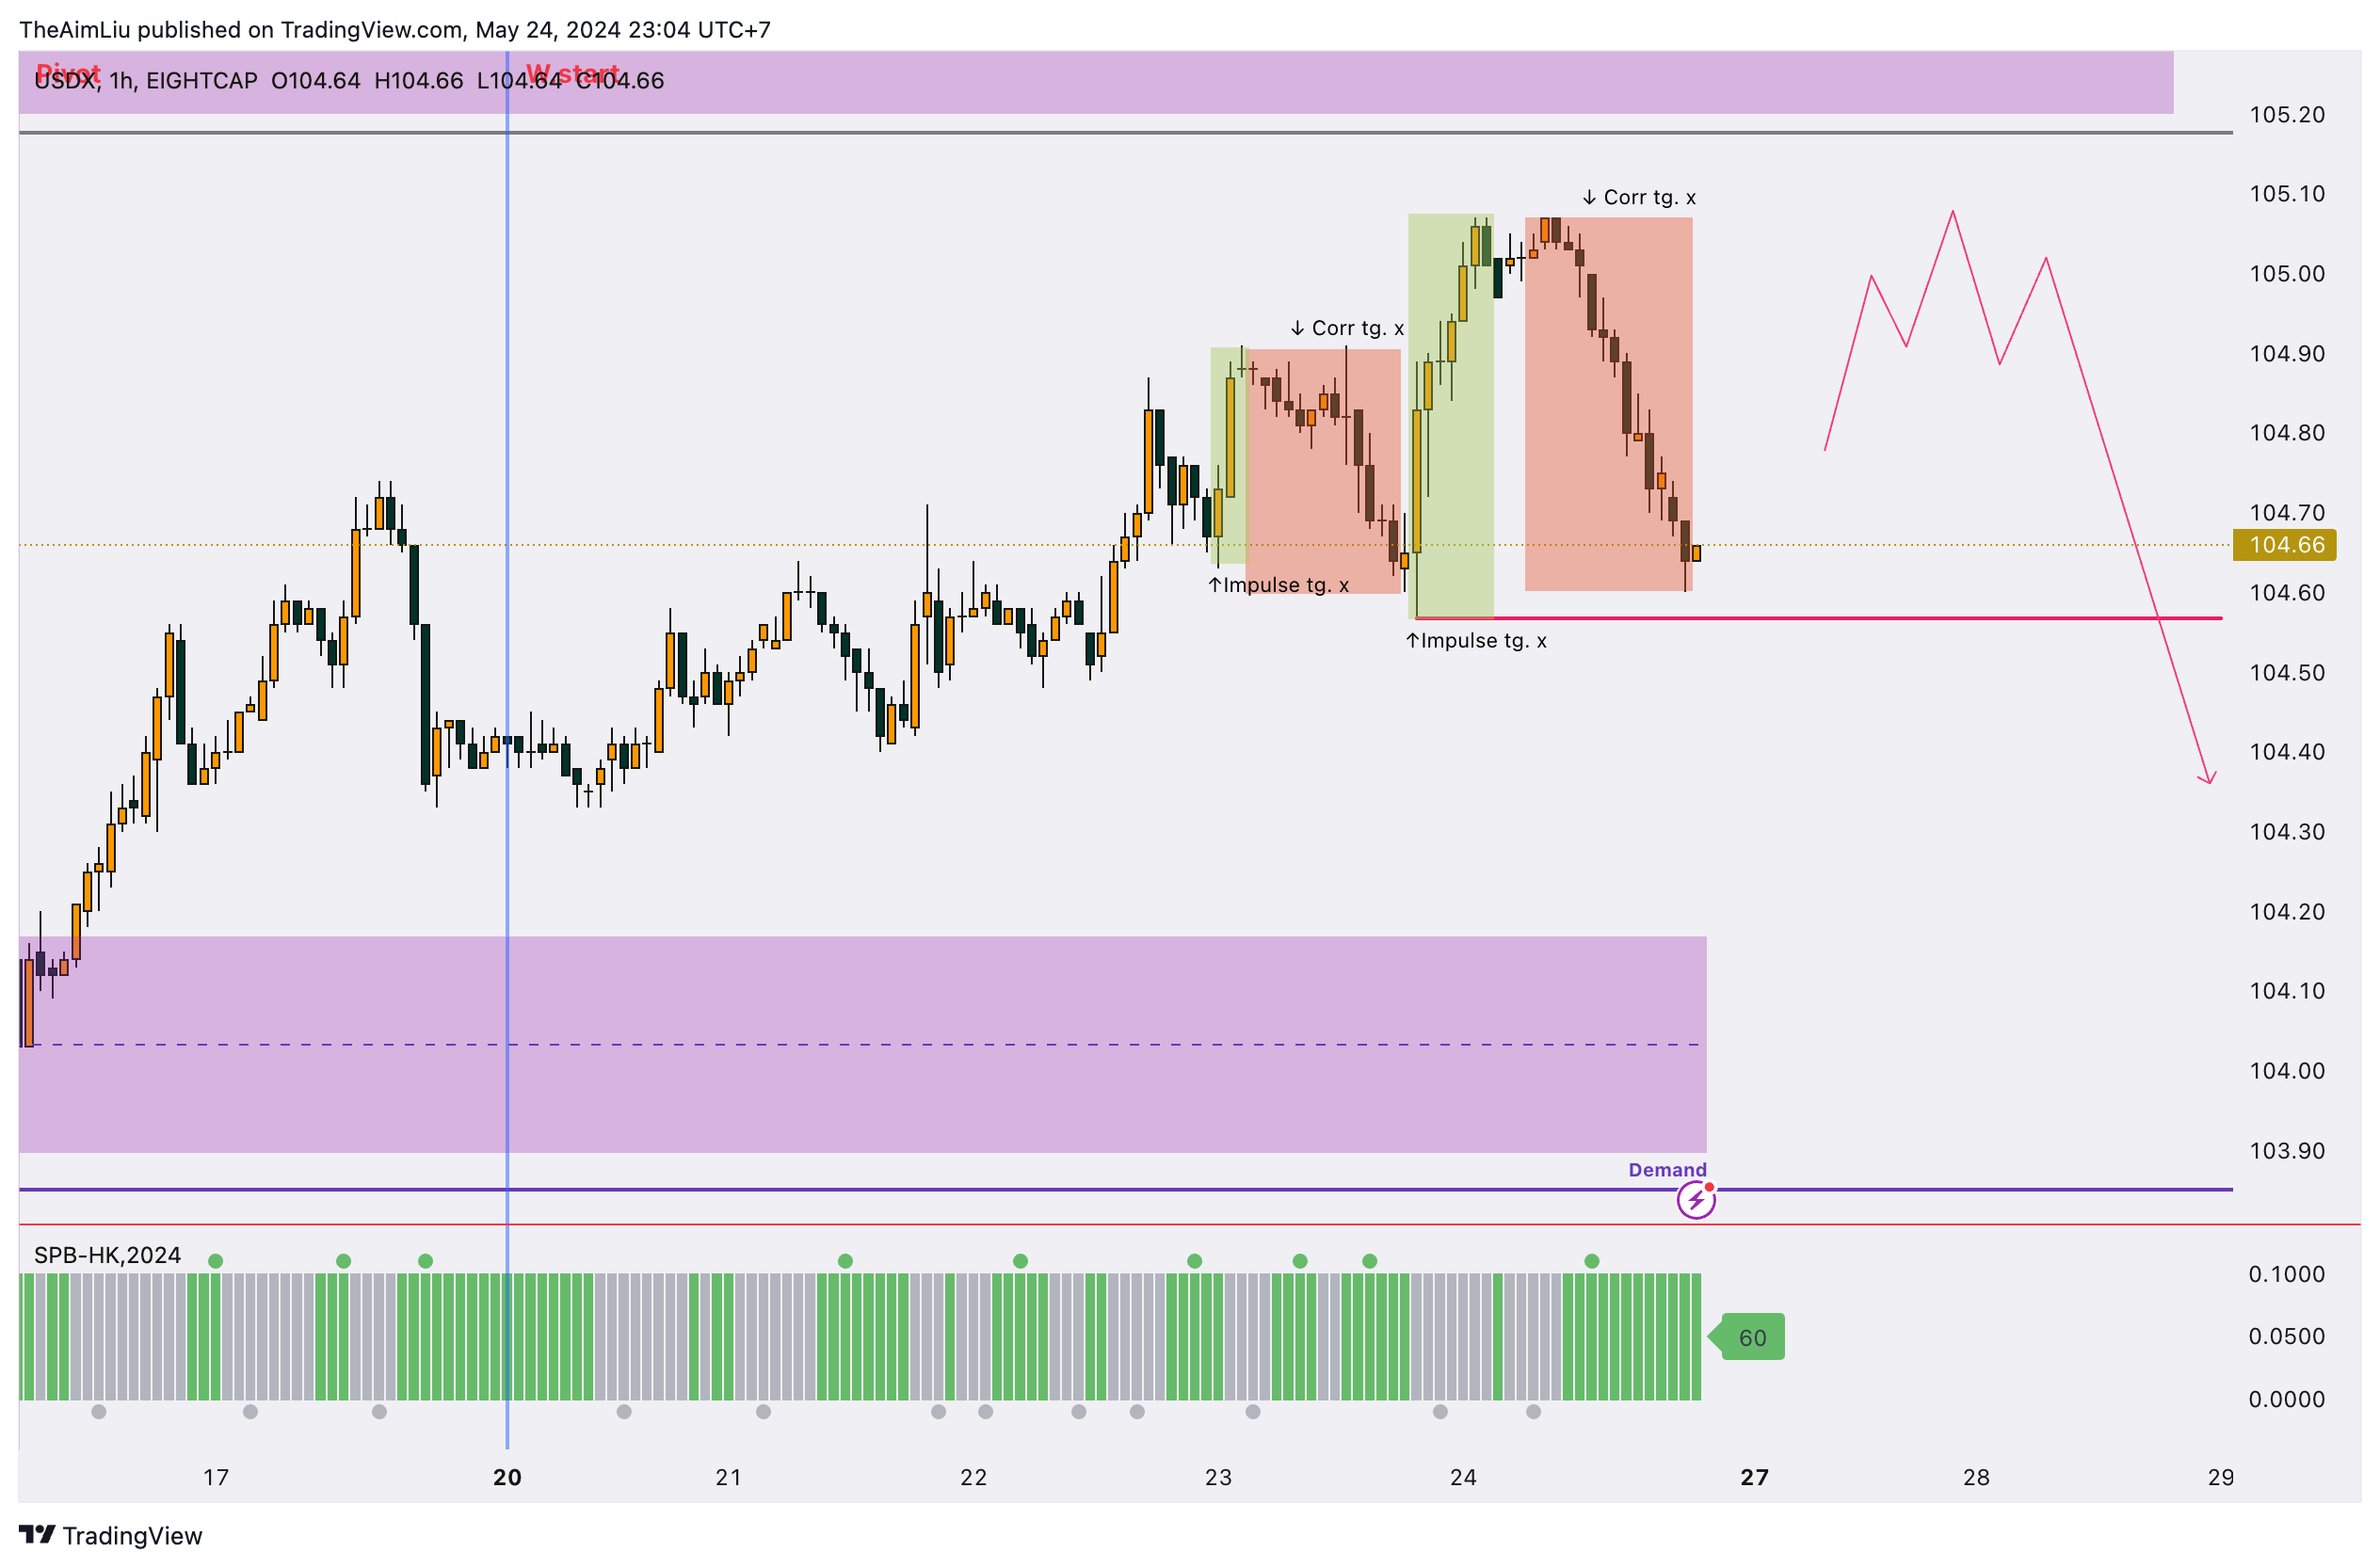 TheAimLiu published on TradingView.com, May 24, 2024 23:04 UTC+7
Pivot
W start
USDX, 1h, EIGHTCAP O104.64 H104.66 L104.64 C104.66
105.20
105.10
105.00
104.90
104.80
104.70
104.66
104.60
104.50
104.40
104.30
104.20
104.10
104.00
103.90
↓ Corr tg. x
↓ Corr tg. x
↑Impulse tg. x
↑Impulse tg. x
Demand
SPB-HK,2024
0.1000
0.0500
0.0000
60
17 20 21 22 23 24 27 28 29
TradingView